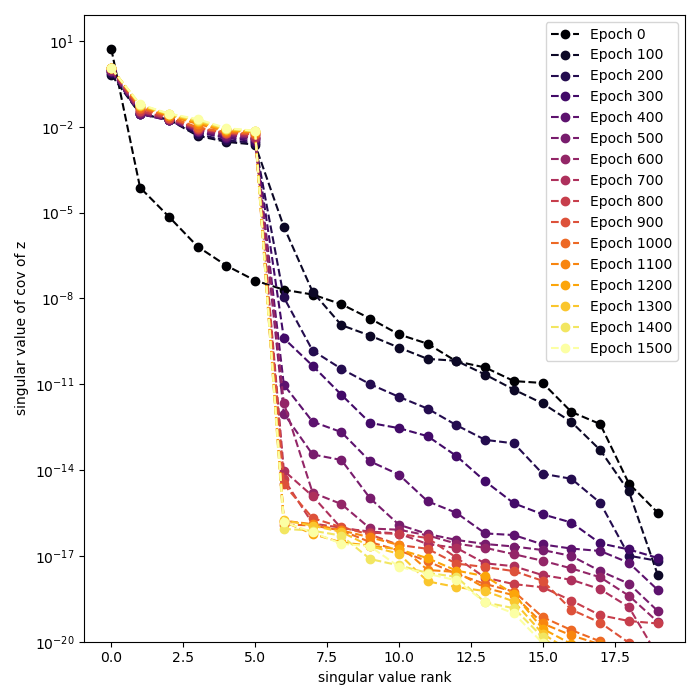 10^1
10^-2
10^-5
10^-8
10^-11
10^-14
10^-17
10^-20
singular value of cov of z
0.0 2.5 5.0 7.5 10.0 12.5 15.0 17.5
singular value rank
Epoch 0
Epoch 100
Epoch 200
Epoch 300
Epoch 400
Epoch 500
Epoch 600
Epoch 700
Epoch 800
Epoch 900
Epoch 1000
Epoch 1100
Epoch 1200
Epoch 1300
Epoch 1400
Epoch 1500